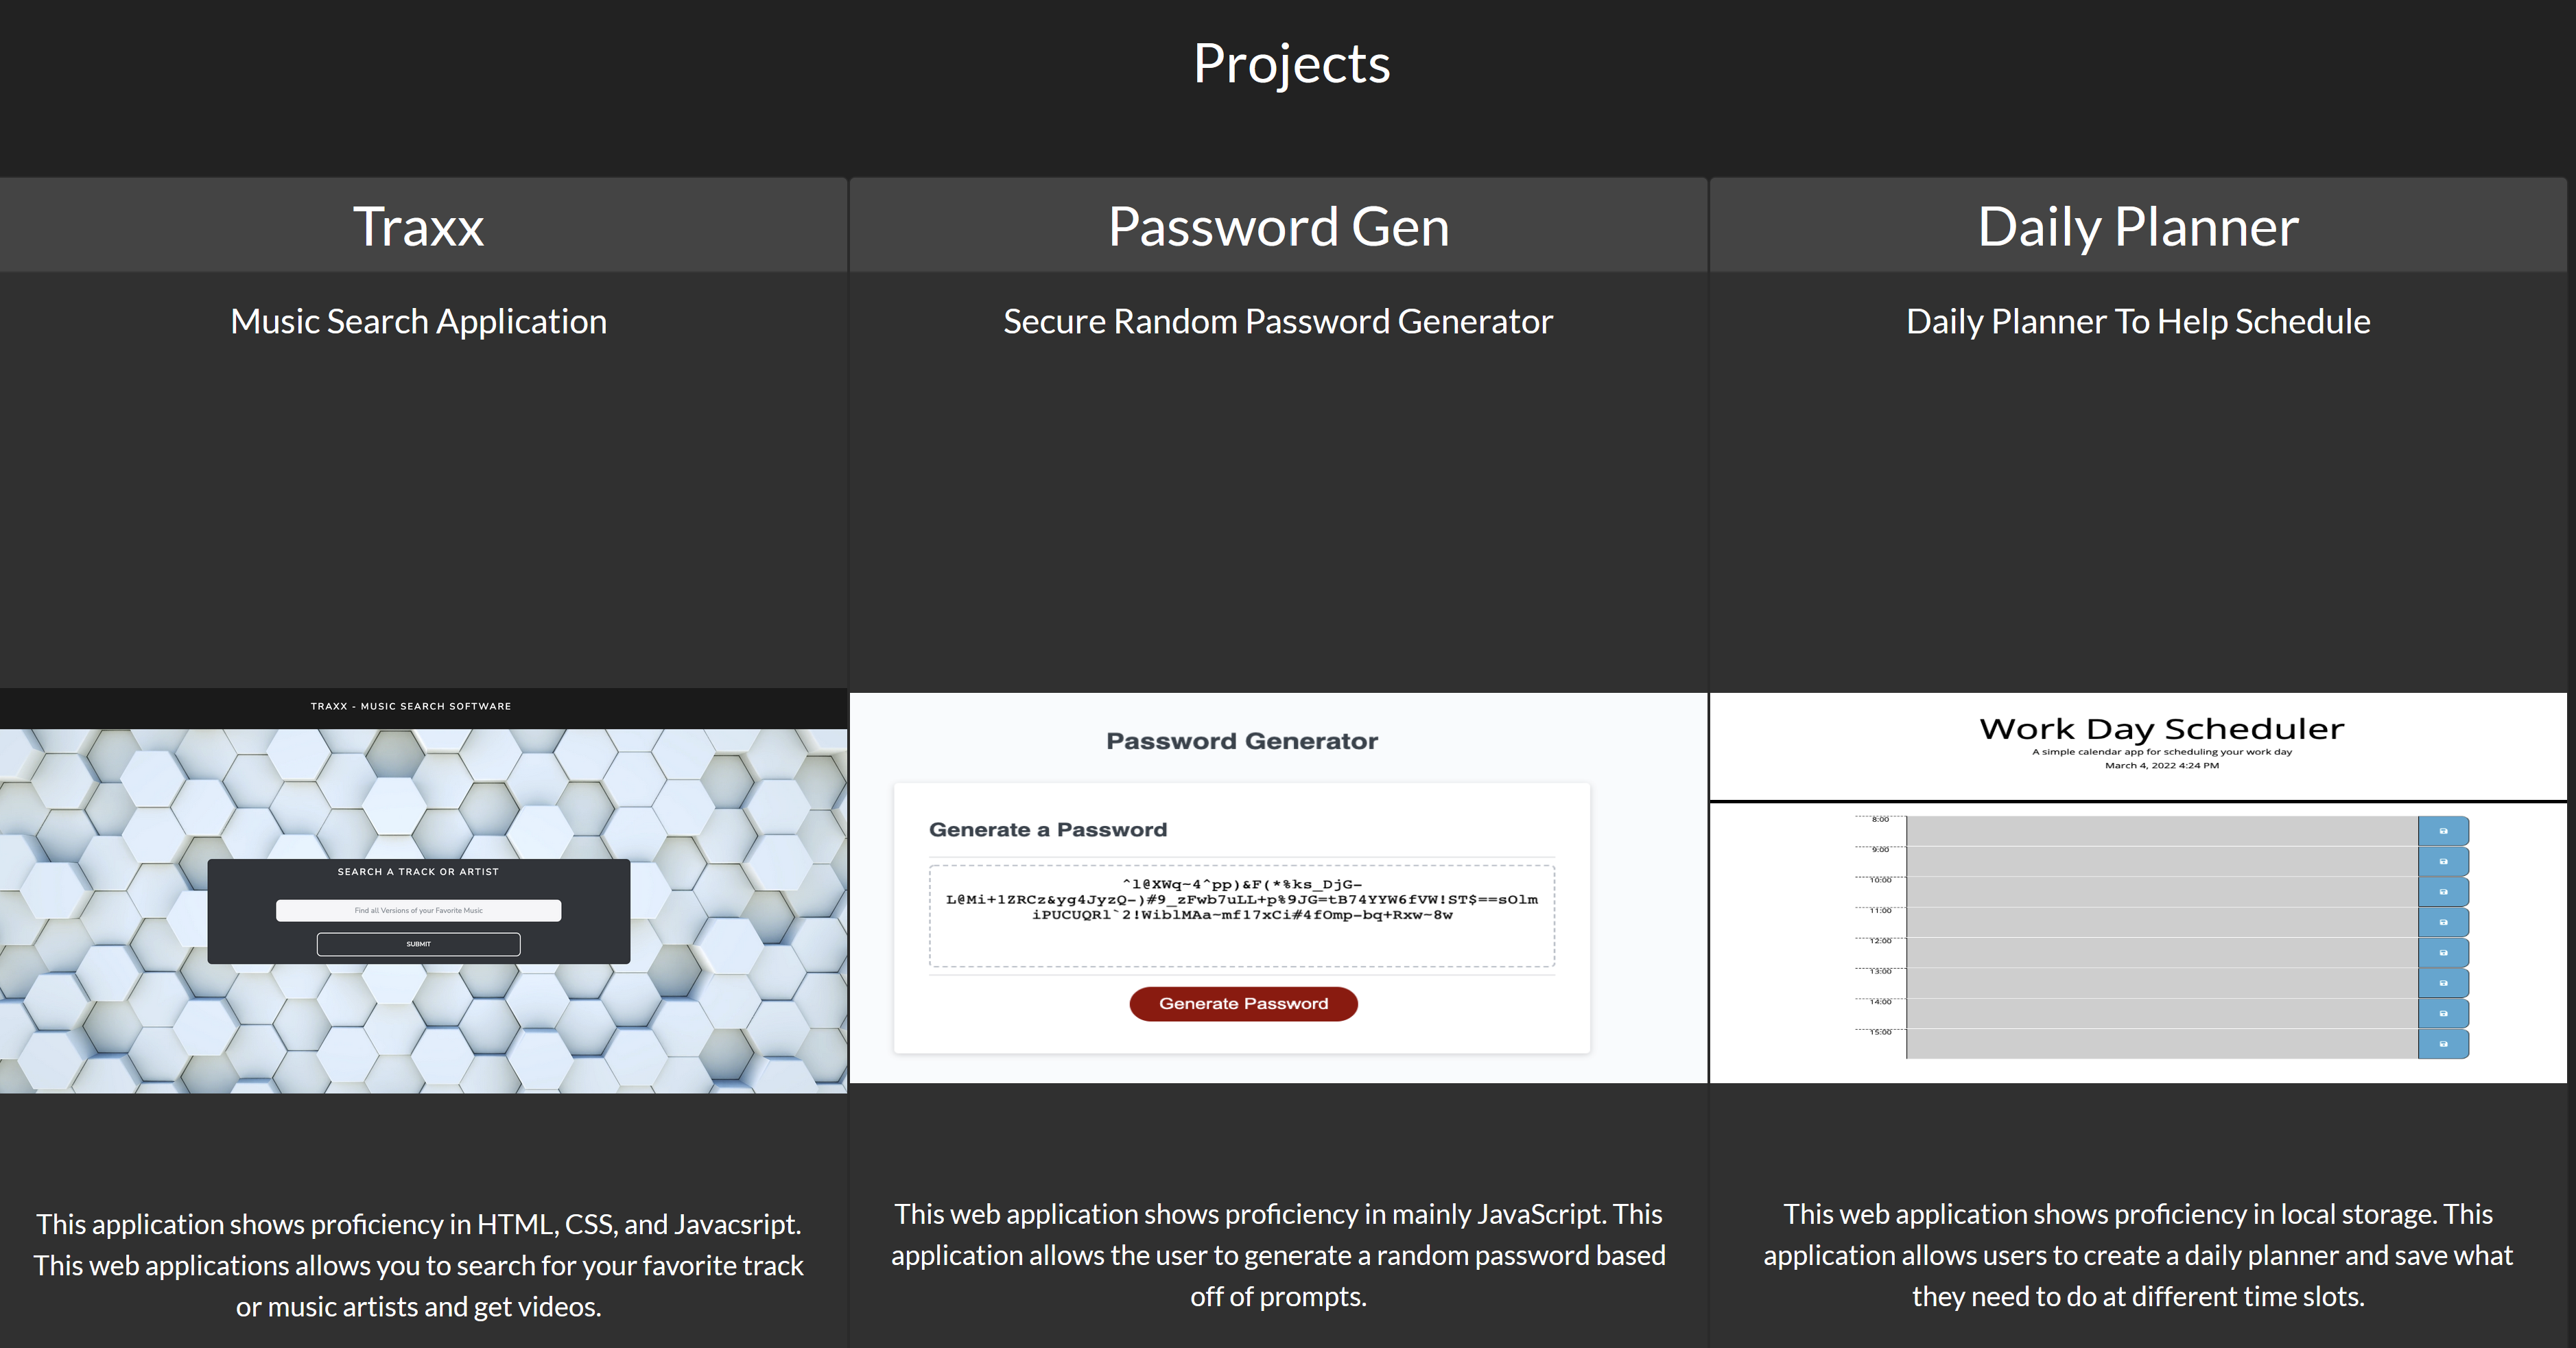 Projects
Traxx
Music Search Application
TRAXX - MUSIC SEARCH SOFTWARE
SEARCH A TRACK OR ARTIST
Find all Versions of your Favorite Music
SUBMIT
This application shows proficiency in HTML, CSS, and Javacsript.
This web applications allows you to search for your favorite track
or music artists and get videos.
Password Gen
Secure Random Password Generator
Password Generator
Generate a Password
^l@XWq~4^pp)&F(*%ks_DjG-
L@Mi+1ZRCz&yg4JyzQ-)#9_zFwb7uLL+p%9JG=tB74YYW6fVW!ST$==sOlm
iPUCUQRl`2!WiblMAa~mfl7xCi#4fOmp-bq+Rxw~8w
Generate Password
This web application shows proficiency in mainly JavaScript. This
application allows the user to generate a random password based
off of prompts.
Daily Planner
Daily Planner To Help Schedule
Work Day Scheduler
A simple calendar app for scheduling your work day
March 4, 2022 4:24 PM
8:00
9:00
10:00
11:00
12:00
13:00
14:00
15:00
This web application shows proficiency in local storage. This
application allows users to create a daily planner and save what
they need to do at different time slots.